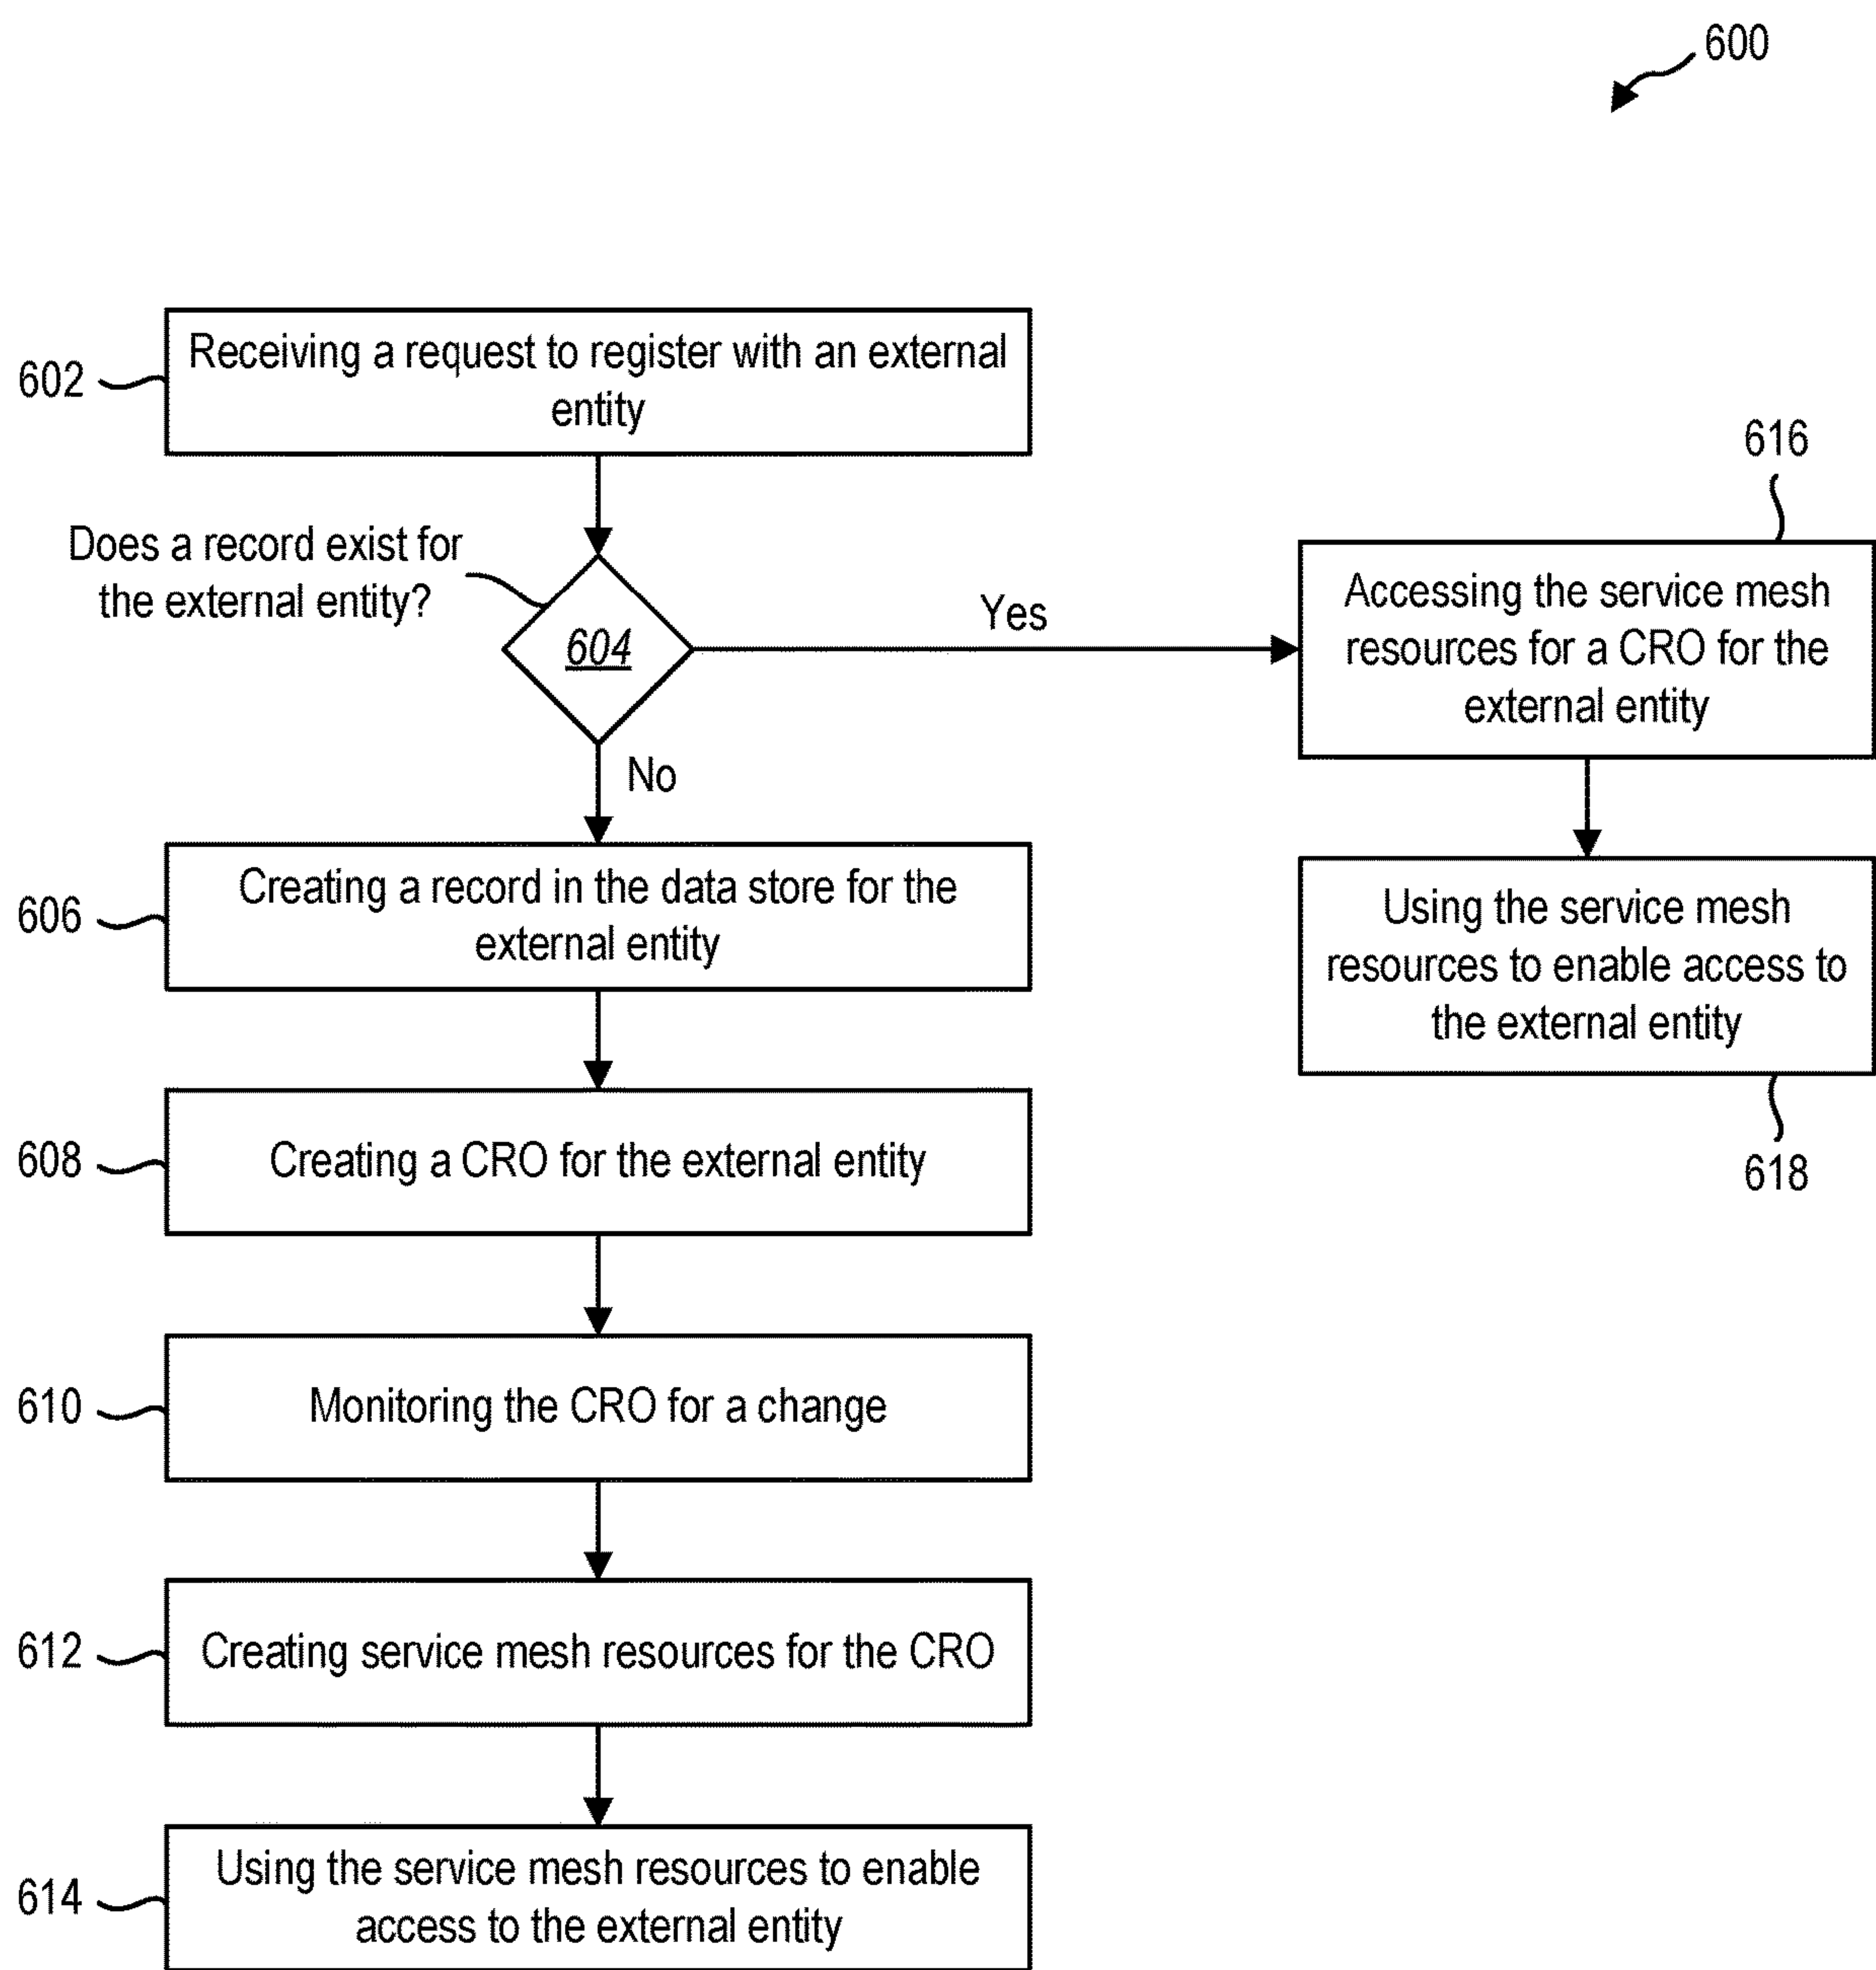 600
602
Receiving a request to register with an external
entity
Does a record exist for
the external entity?
604
Yes
No
616
Accessing the service mesh
resources for a CRO for the
external entity
Using the service mesh
resources to enable access to
the external entity
618
606
Creating a record in the data store for the
external entity
608
Creating a CRO for the external entity
610
Monitoring the CRO for a change
612
Creating service mesh resources for the CRO
614
Using the service mesh resources to enable
access to the external entity